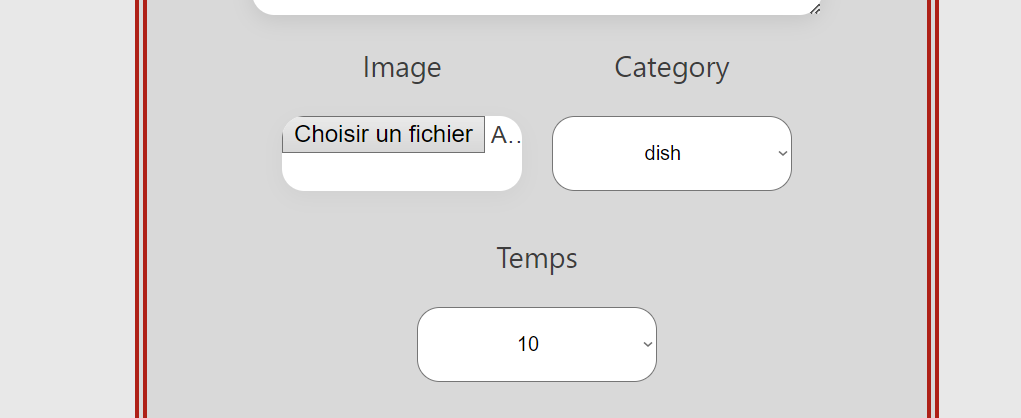 Image
Category
Choisir un fichier A..
dish
Temps
10